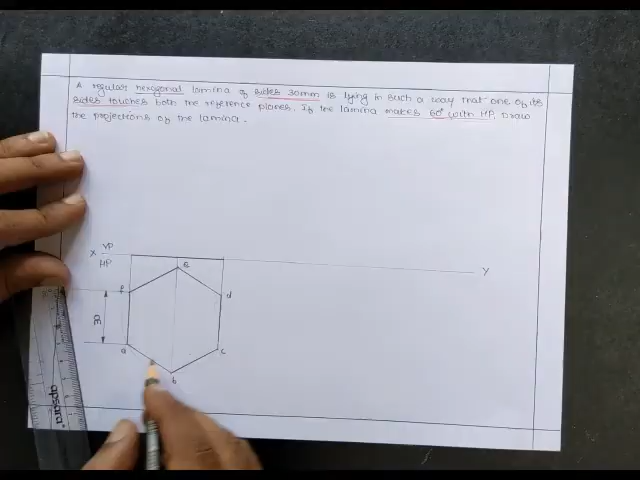 A regular hexagonal lamina of sides 30mm is lying in such a way that one of its
sides touches both the reference planes. If the lamina makes 60° with HP. Draw
the projections of the lamina.
X VP
HP
Y
e
f
d
30
a
c
b
apsara